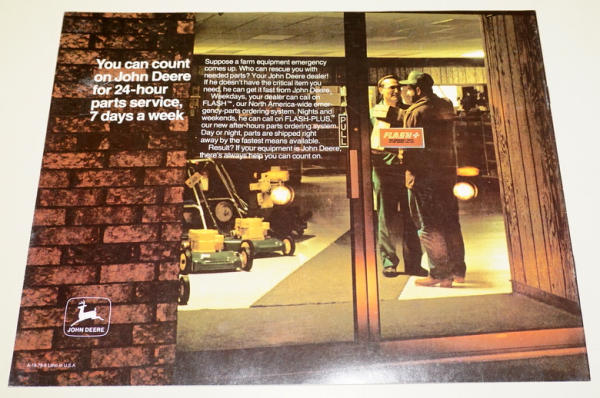 You can count
on John Deere
for 24-hour
parts service,
7 days a week
Suppose a farm equipment emergency
comes up. Who can rescue you with
needed parts? Your John Deere dealer!
If he doesn't have the critical item you
need, he can get it fast from John Deere.
Weekdays, your dealer can call on
FLASH™, our North America-wide emer-
gency-parts ordering system. Nights and
weekends, he can call on FLASH-PLUS,™
our new after-hours parts ordering system.
Day or night, parts are shipped right
away by the fastest means available.
Result? If your equipment is John Deere,
there's always help you can count on.
PULL
FLASH+
JOHN DEERE
Litho in U.S.A